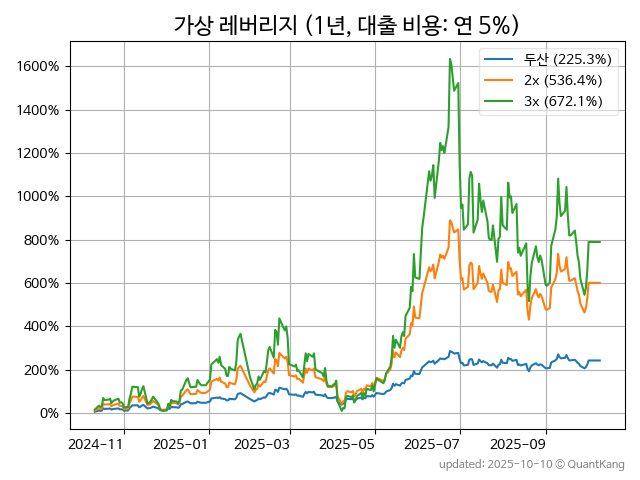 가상 레버리지 (1년, 대출 비용: 연 5%)
두산 (225.3%)
2x (536.4%)
3x (672.1%)
1600%
1400%
1200%
1000%
800%
600%
400%
200%
0%
2024-11 2025-01 2025-03 2025-05 2025-07 2025-09
updated: 2025-10-10 © QuantKang